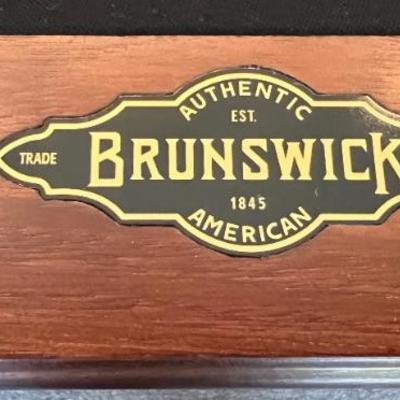 AUTHENTIC
EST.
TRADE BRUNSWICK
1845
AMERICAN